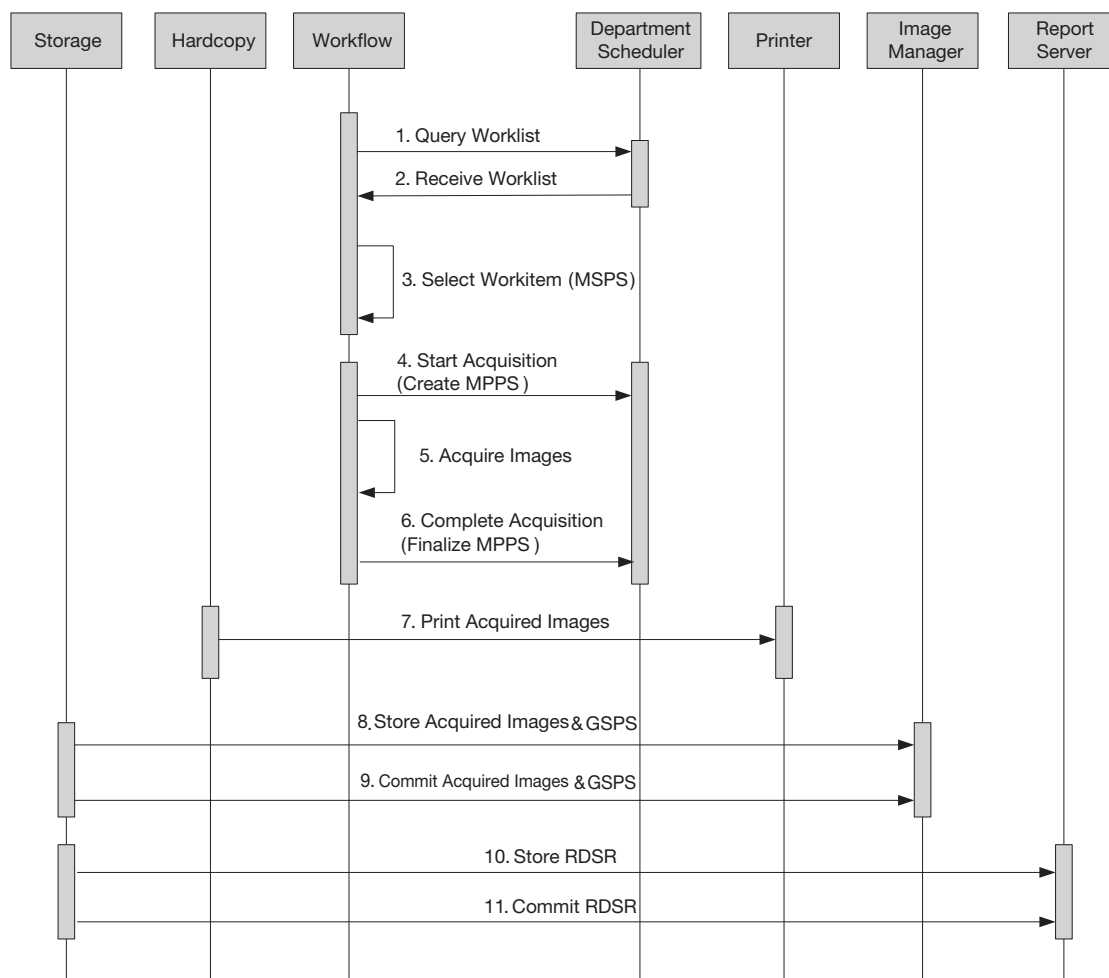 Storage
Hardcopy
Workflow
Department
Scheduler
Printer
Image
Manager
Report
Server
1. Query Worklist
2. Receive Worklist
3. Select Workitem (MSPS)
4. Start Acquisition
(Create MPPS )
5. Acquire Images
6. Complete Acquisition
(Finalize MPPS )
7. Print Acquired Images
8. Store Acquired Images & GSPS
9. Commit Acquired Images & GSPS
10. Store RDSR
11. Commit RDSR